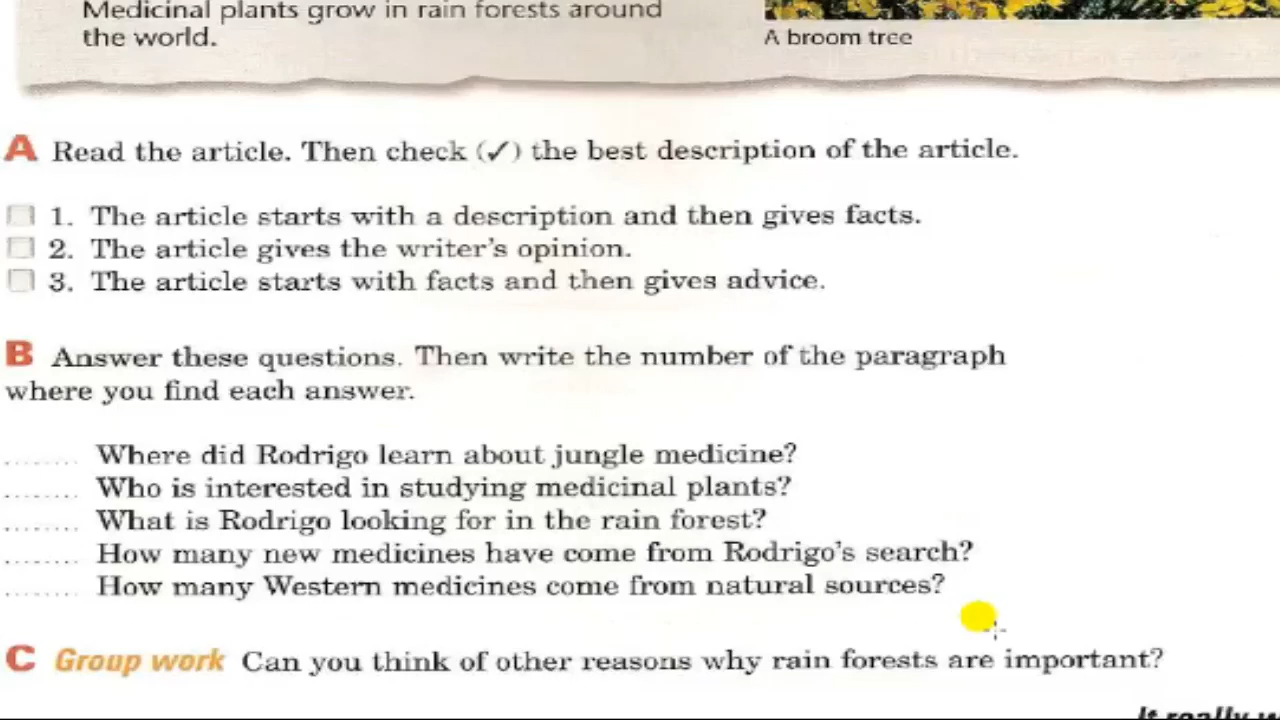 Medicinal plants grow in rain forests around
the world.
A broom tree
A Read the article. Then check (✓) the best description of the article.
1. The article starts with a description and then gives facts.
2. The article gives the writer's opinion.
3. The article starts with facts and then gives advice.
B Answer these questions. Then write the number of the paragraph
where you find each answer.
........ Where did Rodrigo learn about jungle medicine?
........ Who is interested in studying medicinal plants?
........ What is Rodrigo looking for in the rain forest?
........ How many new medicines have come from Rodrigo's search?
........ How many Western medicines come from natural sources?
C Group work Can you think of other reasons why rain forests are important?
It really